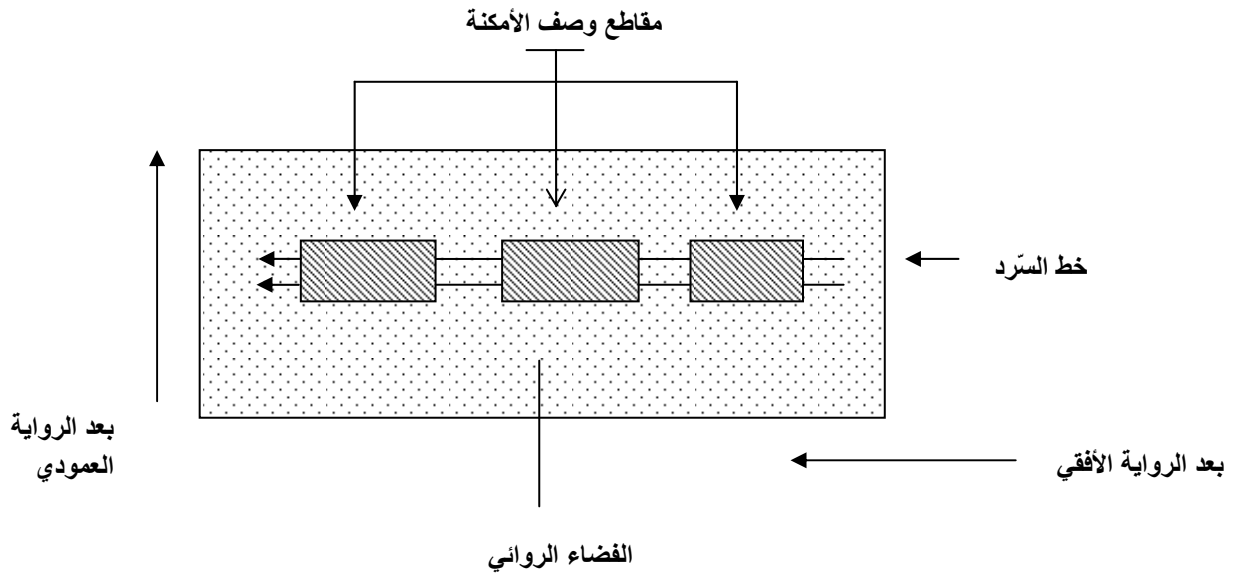 مقاطع وصف الأمكنة
خط السّرد
بعد الرواية
العمودي
بعد الرواية الأفقي
الفضاء الروائي